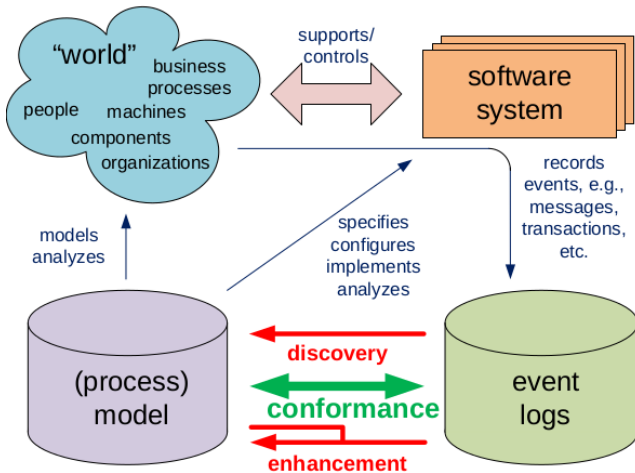 “world”
business
processes
people
machines
components
organizations
supports/
controls
software
system
records
events, e.g.,
messages,
transactions,
etc.
models
analyzes
specifies
configures
implements
analyzes
(process)
model
discovery
conformance
enhancement
event
logs